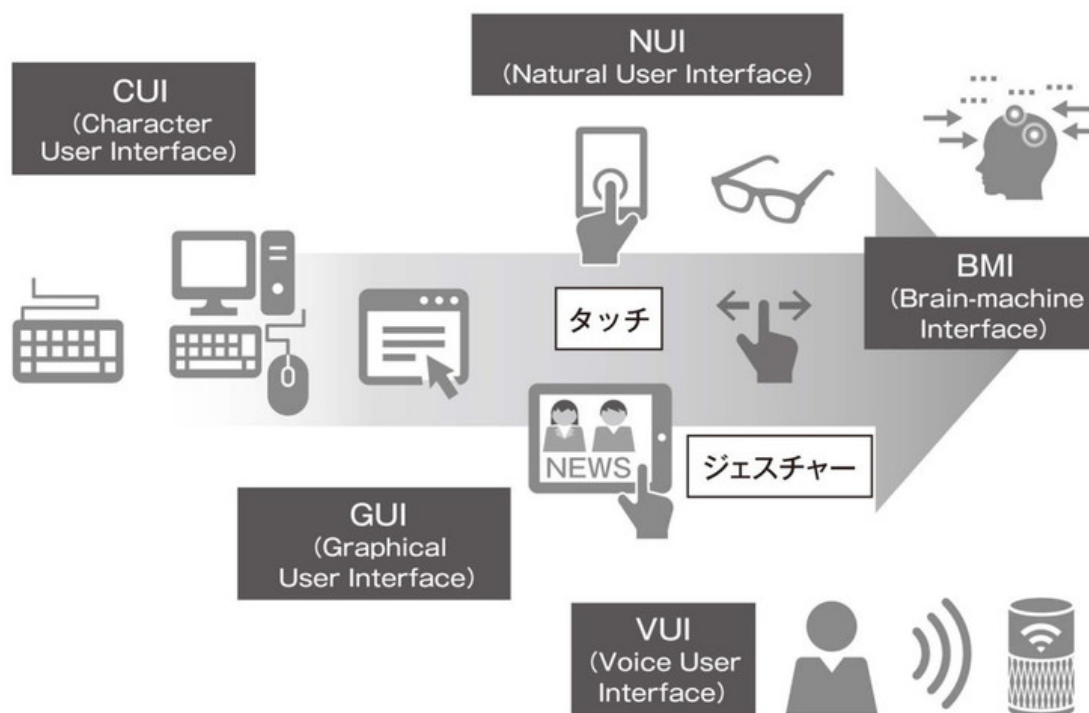 NUI
(Natural User Interface)
CUI
(Character
User Interface)
BMI
(Brain-machine
Interface)
タッチ
NEWS
ジェスチャー
GUI
(Graphical
User Interface)
VUI
(Voice User
Interface)